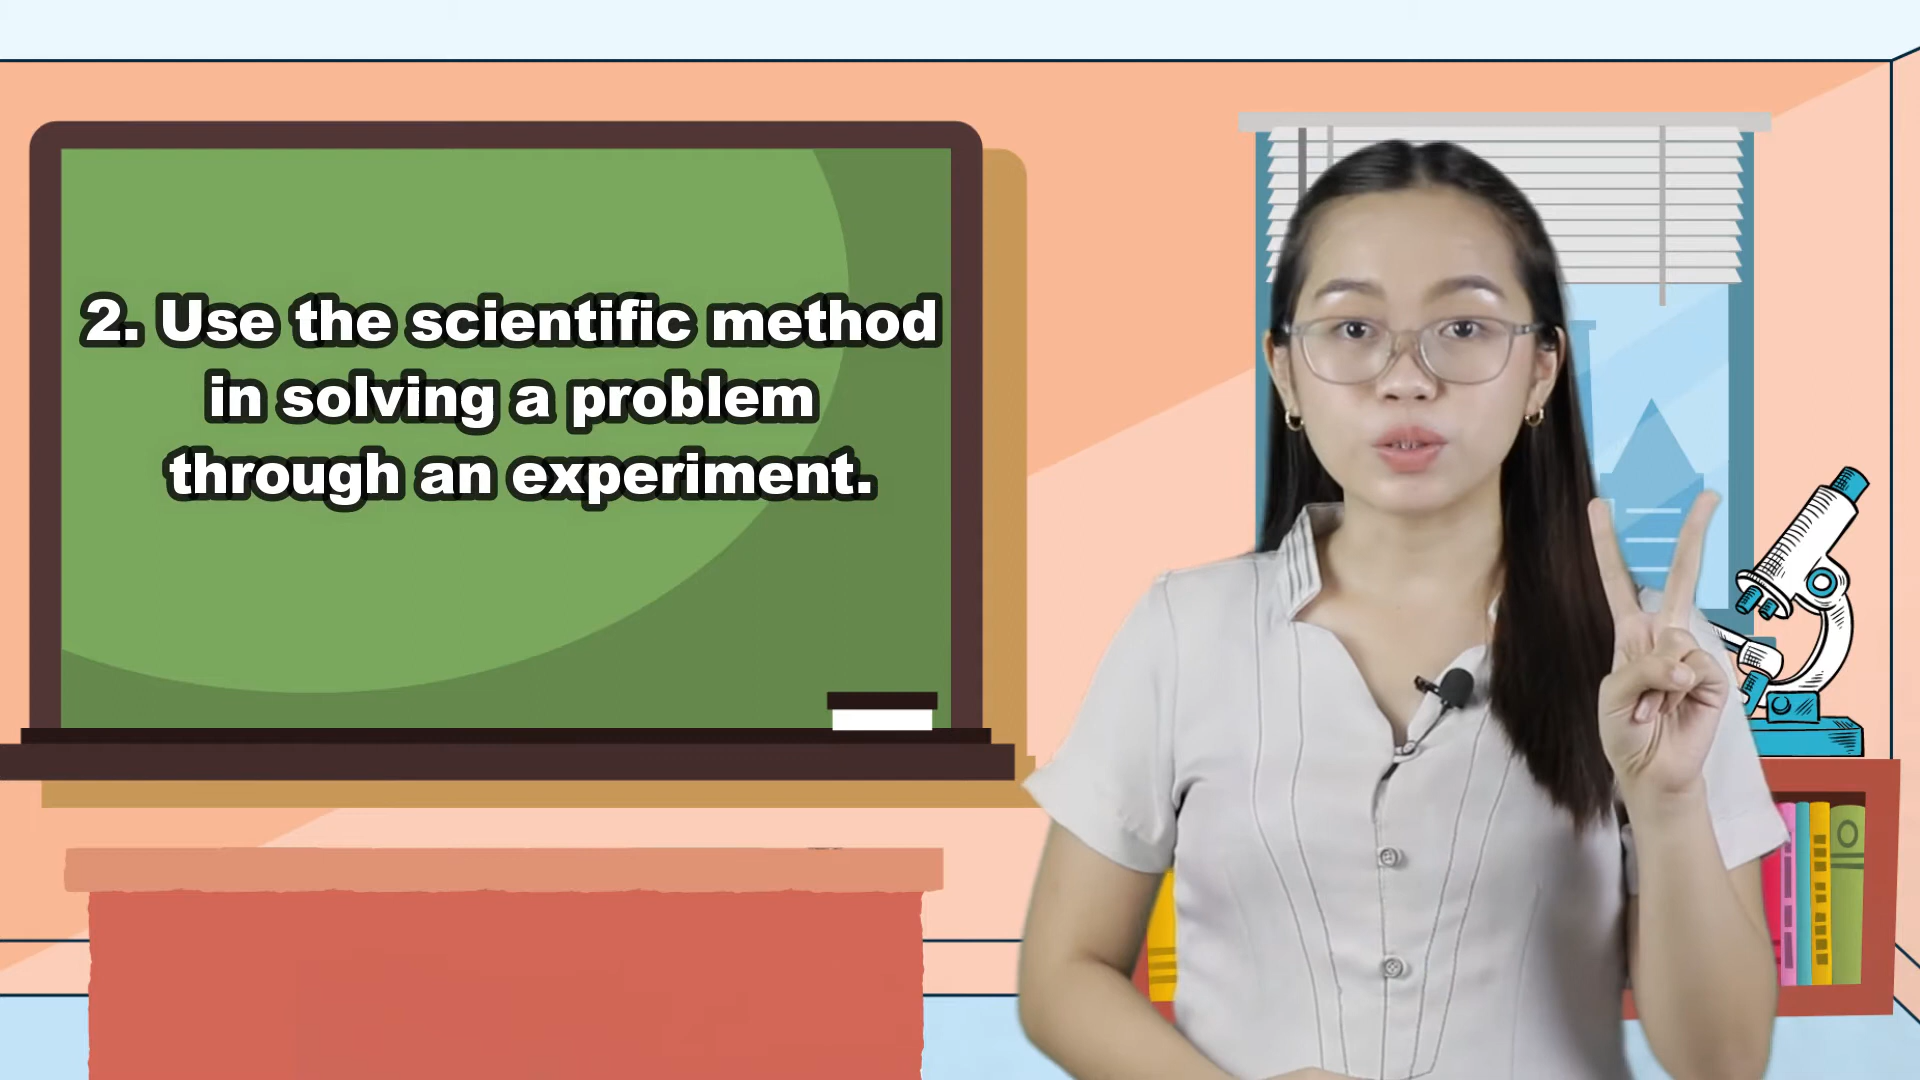 2. Use the scientific method
in solving a problem
through an experiment.